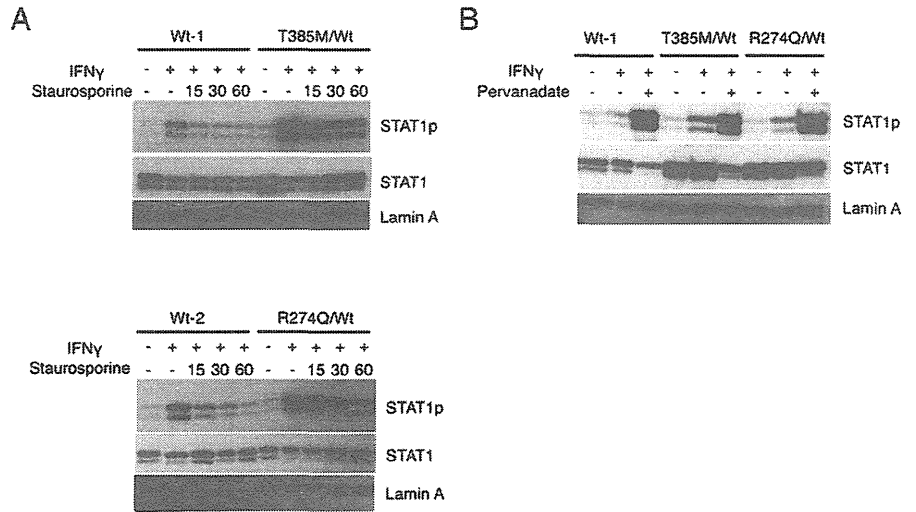 A
Wt-1 T385M/Wt
IFNγ - + + + + - + + + +
Staurosporine - - 15 30 60 - - 15 30 60
STAT1p
STAT1
Lamin A
Wt-2 R274Q/Wt
IFNγ - + + + + - + + + +
Staurosporine - - 15 30 60 - - 15 30 60
STAT1p
STAT1
Lamin A
B
Wt-1 T385M/Wt R274Q/Wt
IFNγ - + + - + + - + +
Pervanadate - - + - - + - - +
STAT1p
STAT1
Lamin A